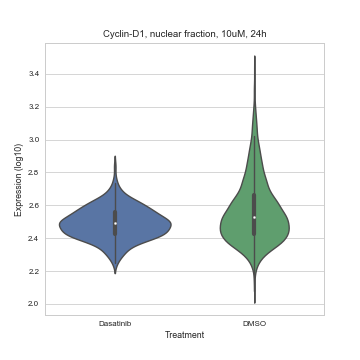 Cyclin-D1, nuclear fraction, 10uM, 24h
Expression (log10)
3.4
3.2
3.0
2.8
2.6
2.4
2.2
2.0
Dasatinib
DMSO
Treatment